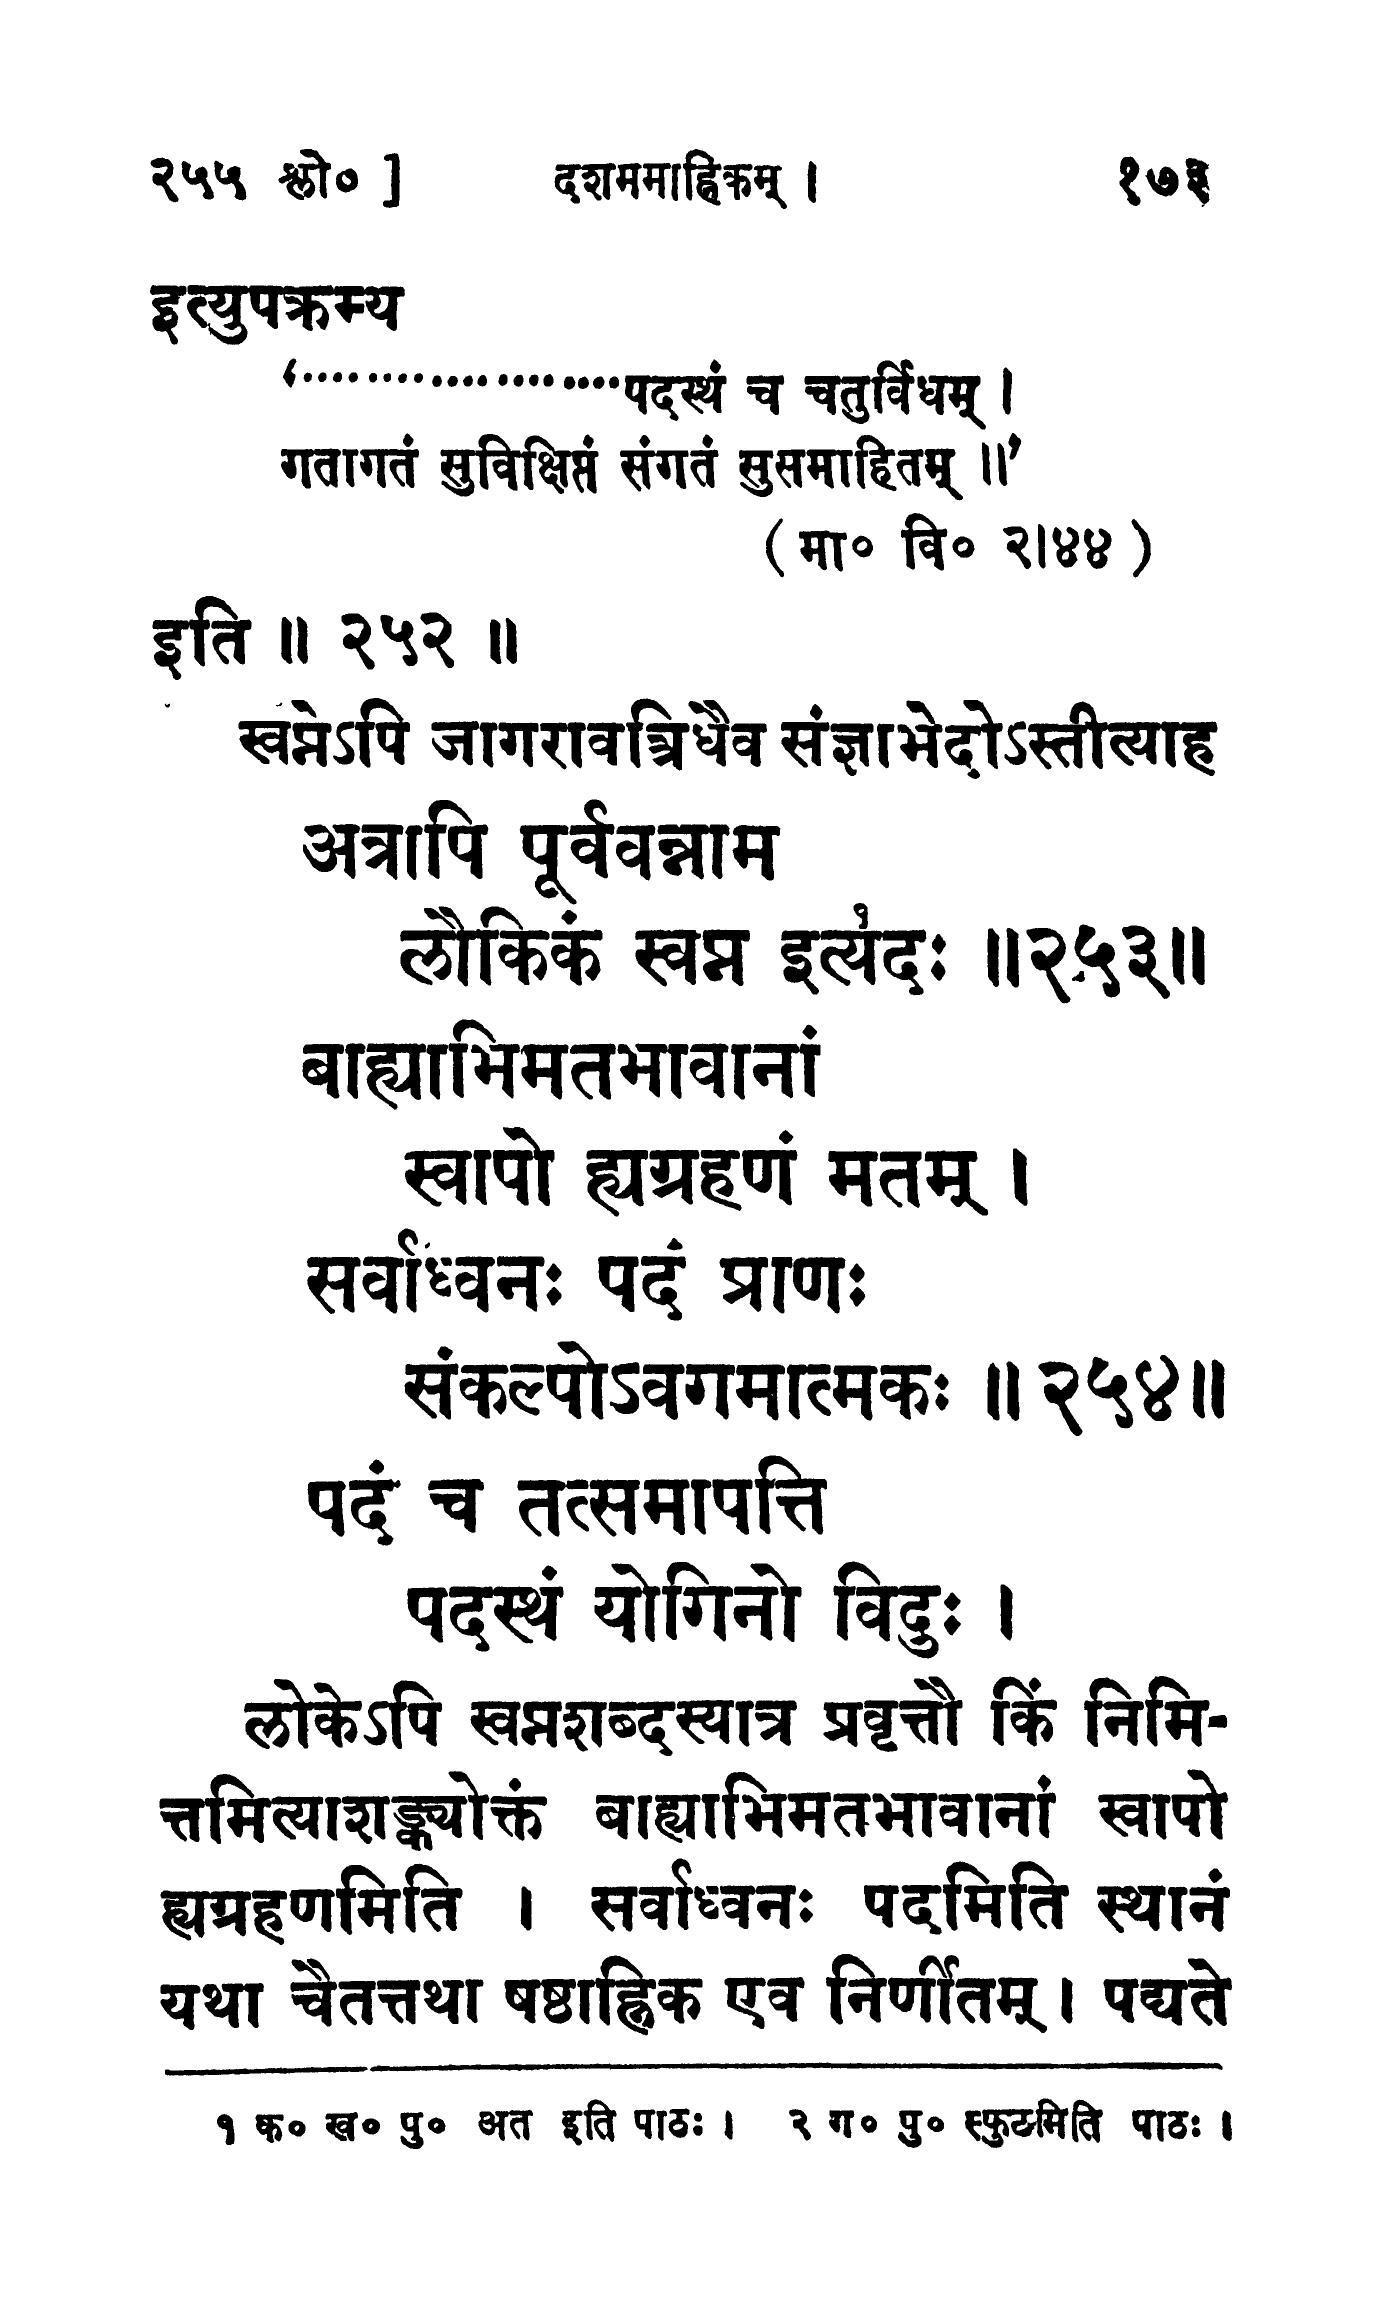 २५५ श्लो० ] दशममाह्निकम् । १७३
इत्युपक्रम्य
‘....................पदस्थं च चतुर्विधम् ।
गतागतं सुविक्षिप्तं संगतं सुसमाहितम् ॥’
( मा० वि० २।४४ )
इति ॥ २५२ ॥
स्वप्नेऽपि जागरावत्त्रिधैव संज्ञाभेदोऽस्तीत्याह
अत्रापि पूर्ववन्नाम
लौकिकं स्वप्न इत्यदः१ ॥२५३॥
बाह्याभिमतभावानां
स्वापो ह्यग्रहणं मतम् ।
सर्वाध्वनः पदं प्राणः
संकल्पोऽवगमात्मकः ॥२५४॥
पदं च तत्समापत्ति
पदस्थं योगिनो विदुः ।
लोकेऽपि स्वप्नशब्दस्यात्र प्रवृत्तौ किं निमि-
त्तमित्याशङ्क्योक्तं बाह्याभिमतभावानां स्वापो
ह्यग्रहणमिति । सर्वाध्वनः पदमिति स्थानं
यथा चैतत्तथा षष्ठाह्निक एव निर्णीतम् । पद्यते
१ क० ख० पु० अत इति पाठः । २ ग० पु० स्फुटमिति पाठः ।